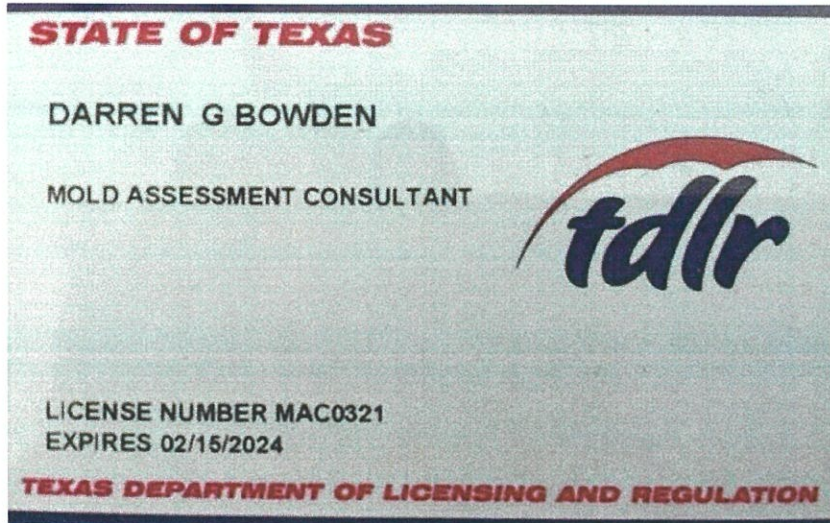 STATE OF TEXAS
DARREN G BOWDEN
MOLD ASSESSMENT CONSULTANT
tdlr
LICENSE NUMBER MAC0321
EXPIRES 02/15/2024
TEXAS DEPARTMENT OF LICENSING AND REGULATION